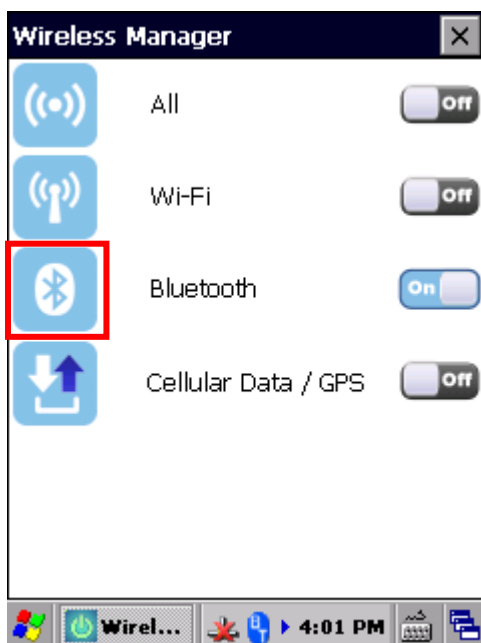 Wireless Manager
All
Off
Wi-Fi
Off
Bluetooth
On
Cellular Data / GPS
Off
Wirel... 4:01 PM